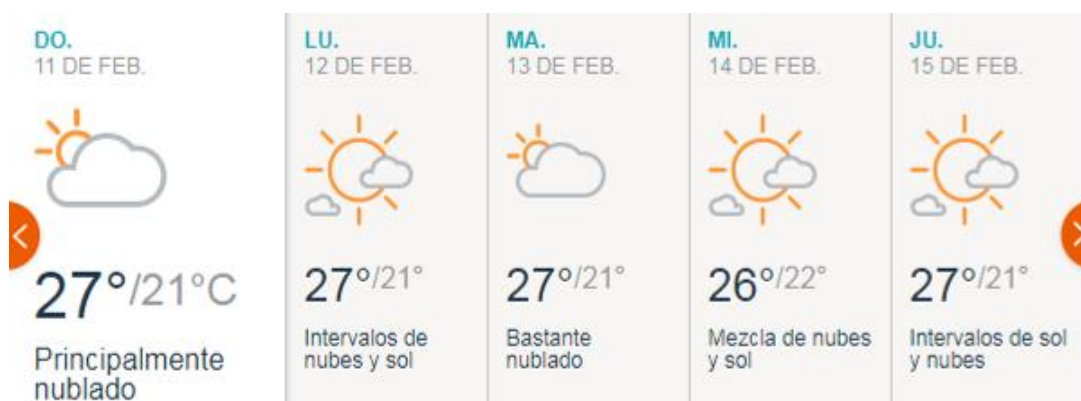 DO.
11 DE FEB.
27°/21°C
Principalmente
nublado
LU.
12 DE FEB.
27°/21°
Intervalos de
nubes y sol
MA.
13 DE FEB.
27°/21°
Bastante
nublado
MI.
14 DE FEB.
26°/22°
Mezcla de nubes
y sol
JU.
15 DE FEB.
27°/21°
Intervalos de sol
y nubes